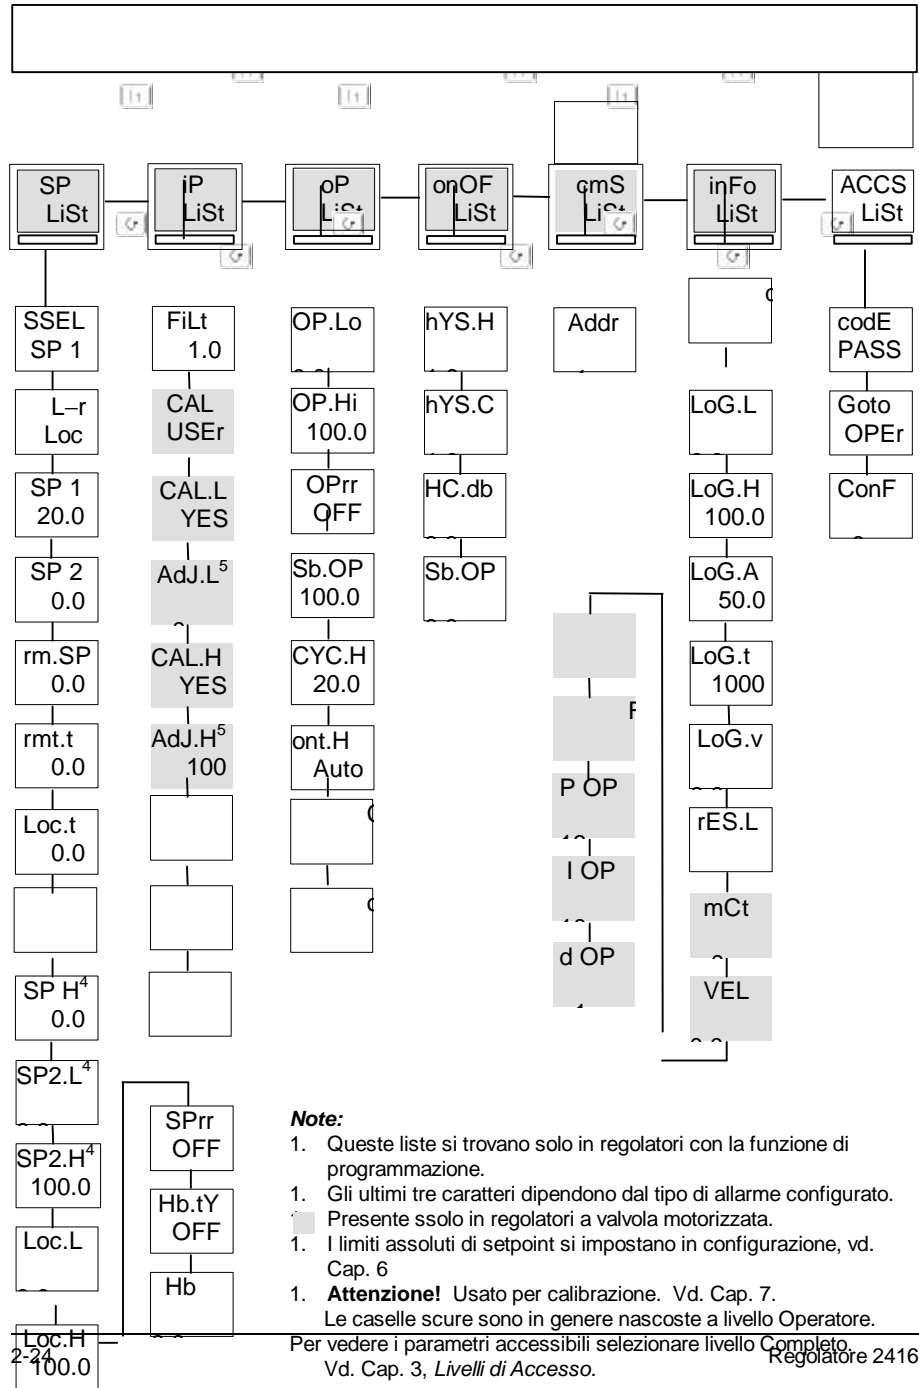 SP
LiSt
iP
LiSt
oP
LiSt
onOF
LiSt
cmS
LiSt
inFo
LiSt
ACCS
LiSt
SSEL
SP 1
L–r
Loc
SP 1
20.0
SP 2
0.0
rm.SP
0.0
rmt.t
0.0
Loc.t
0.0
SP H4
0.0
SP2.L4
SP2.H4
100.0
Loc.L
Loc.H
100.0
SPrr
OFF
Hb.tY
OFF
Hb
FiLt
1.0
CAL
USEr
CAL.L
YES
AdJ.L5
CAL.H
YES
AdJ.H5
100
OP.Lo
OP.Hi
100.0
OPrr
OFF
Sb.OP
100.0
CYC.H
20.0
ont.H
Auto
hYS.H
hYS.C
HC.db
Sb.OP
Addr
P OP
I OP
d OP
LoG.L
LoG.H
100.0
LoG.A
50.0
LoG.t
1000
LoG.v
rES.L
mCt
VEL
codE
PASS
Goto
OPEr
ConF
Note:
1. Queste liste si trovano solo in regolatori con la funzione di
programmazione.
1. Gli ultimi tre caratteri dipendono dal tipo di allarme configurato.
Presente ssolo in regolatori a valvola motorizzata.
1. I limiti assoluti di setpoint si impostano in configurazione, vd.
Cap. 6
1. Attenzione! Usato per calibrazione. Vd. Cap. 7.
Le caselle scure sono in genere nascoste a livello Operatore.
Per vedere i parametri accessibili selezionare livello Completo.
Vd. Cap. 3, Livelli di Accesso.
2-24
Regolatore 2416